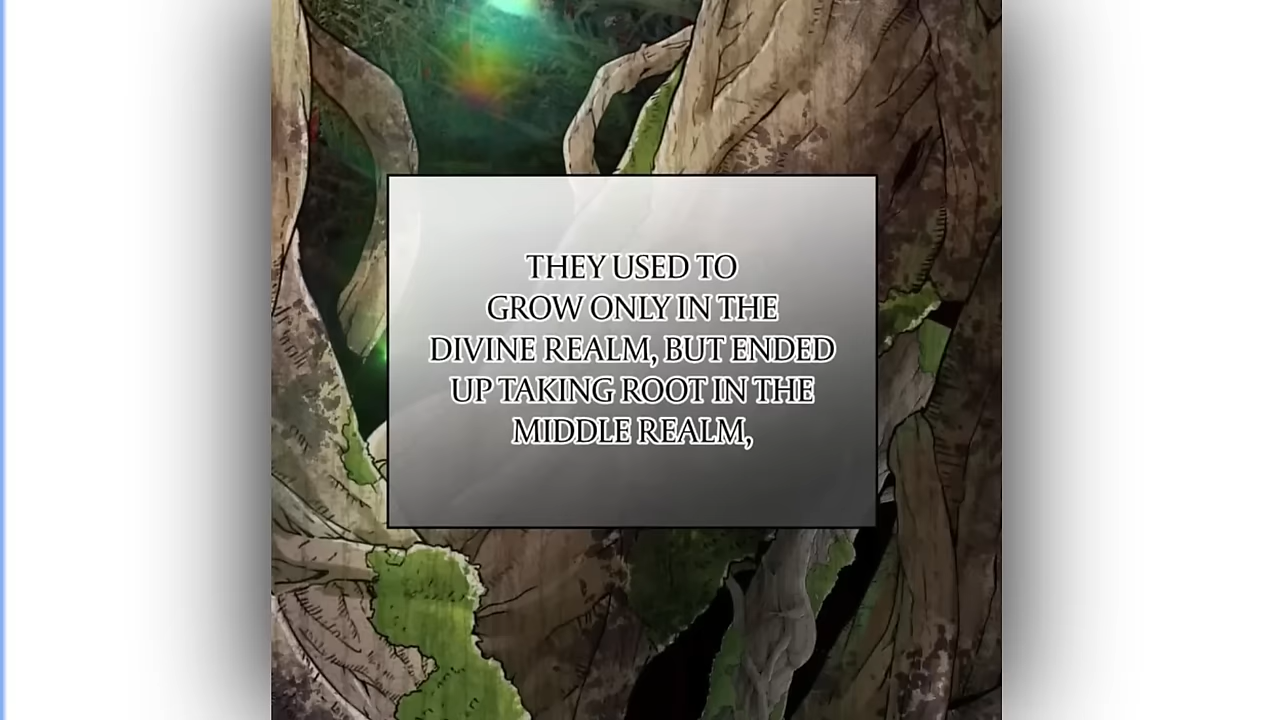 THEY USED TO
GROW ONLY IN THE
DIVINE REALM, BUT ENDED
UP TAKING ROOT IN THE
MIDDLE REALM,